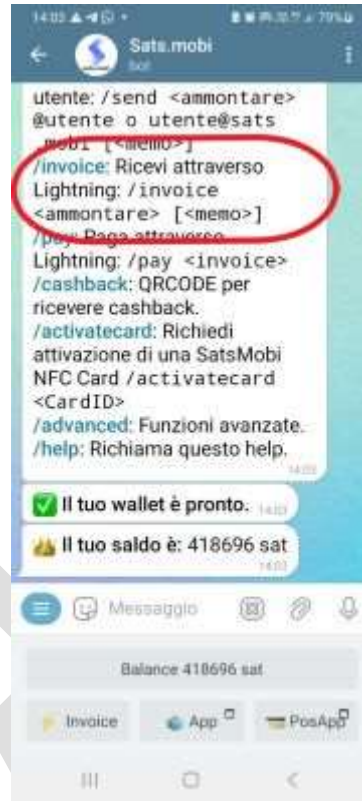 14:03
79%
Sats.mobi
bot
utente: /send <ammontare>
@utente o utente@sats
.mobi [<memo>]
/invoice: Ricevi attraverso
Lightning: /invoice
<ammontare> [<memo>]
/pay: Paga attraverso
Lightning: /pay <invoice>
/cashback: QRCODE per
ricevere cashback.
/activatecard: Richiedi
attivazione di una SatsMobi
NFC Card /activatecard
<CardID>
/advanced: Funzioni avanzate.
/help: Richiama questo help.
14:03
Il tuo wallet è pronto. 14:03
Il tuo saldo è: 418696 sat
14:03
Messaggio
Balance 418696 sat
Invoice App PosApp